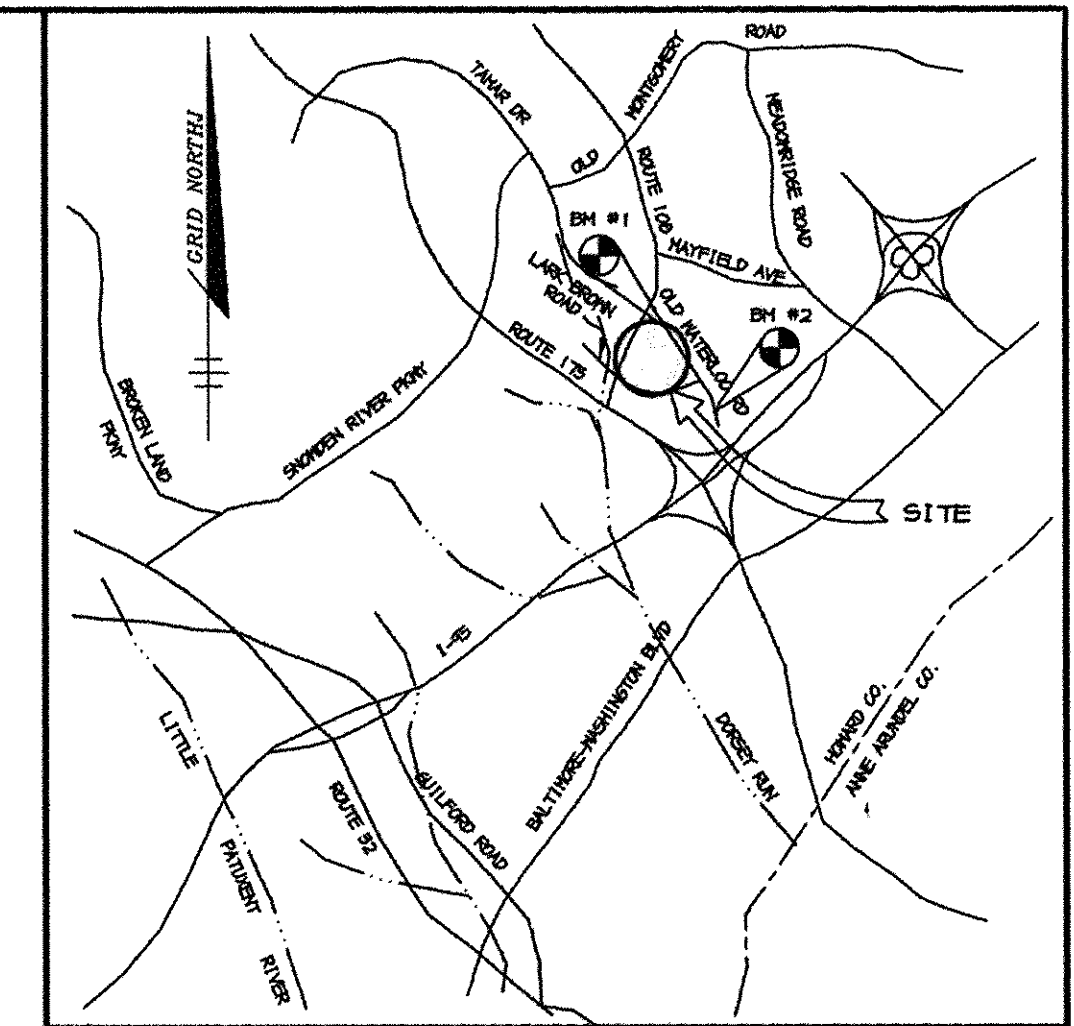 ROAD
MONTGOMERY
OLD
TAMAR DR
MEADOWRIDGE ROAD
GRID NORTH
ROUTE 108
BM #1
MAYFIELD AVE
LARK BROWN
ROAD
OLD WATERLOO RD
BM #2
ROUTE 175
BROKEN LAND
PKWY
SNOWDEN RIVER PKWY
SITE
I-95
BALTIMORE-WASHINGTON BLVD
HOWARD CO.
ANNE ARUNDEL CO.
DORSEY RUN
LITTLE
PATUXENT
RIVER
ROUTE 32
GUILFORD ROAD